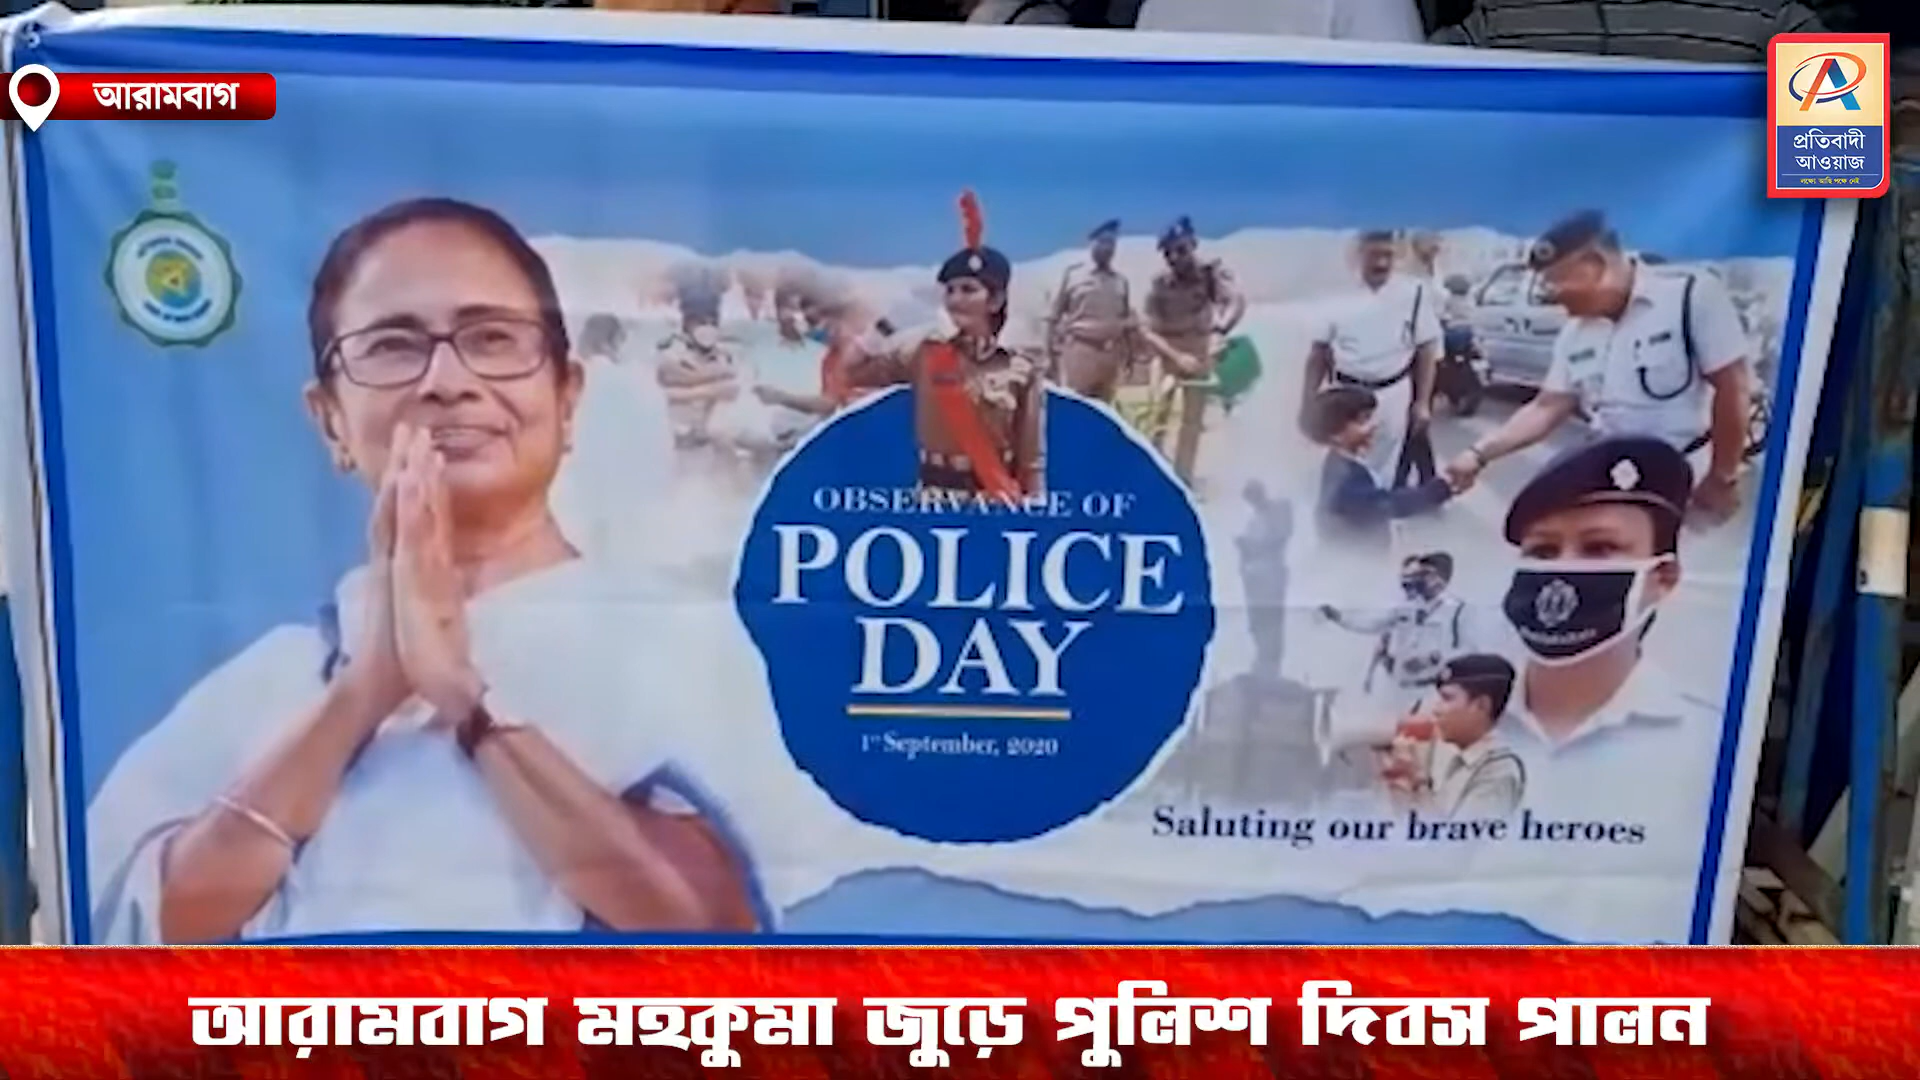 আরামবাগ
প্রতিবাদী
আওয়াজ
OBSERVANCE OF
POLICE
DAY
1st September, 2020
Saluting our brave heroes
আরামবাগ মহকুমা জুড়ে পুলিশ দিবস পালন